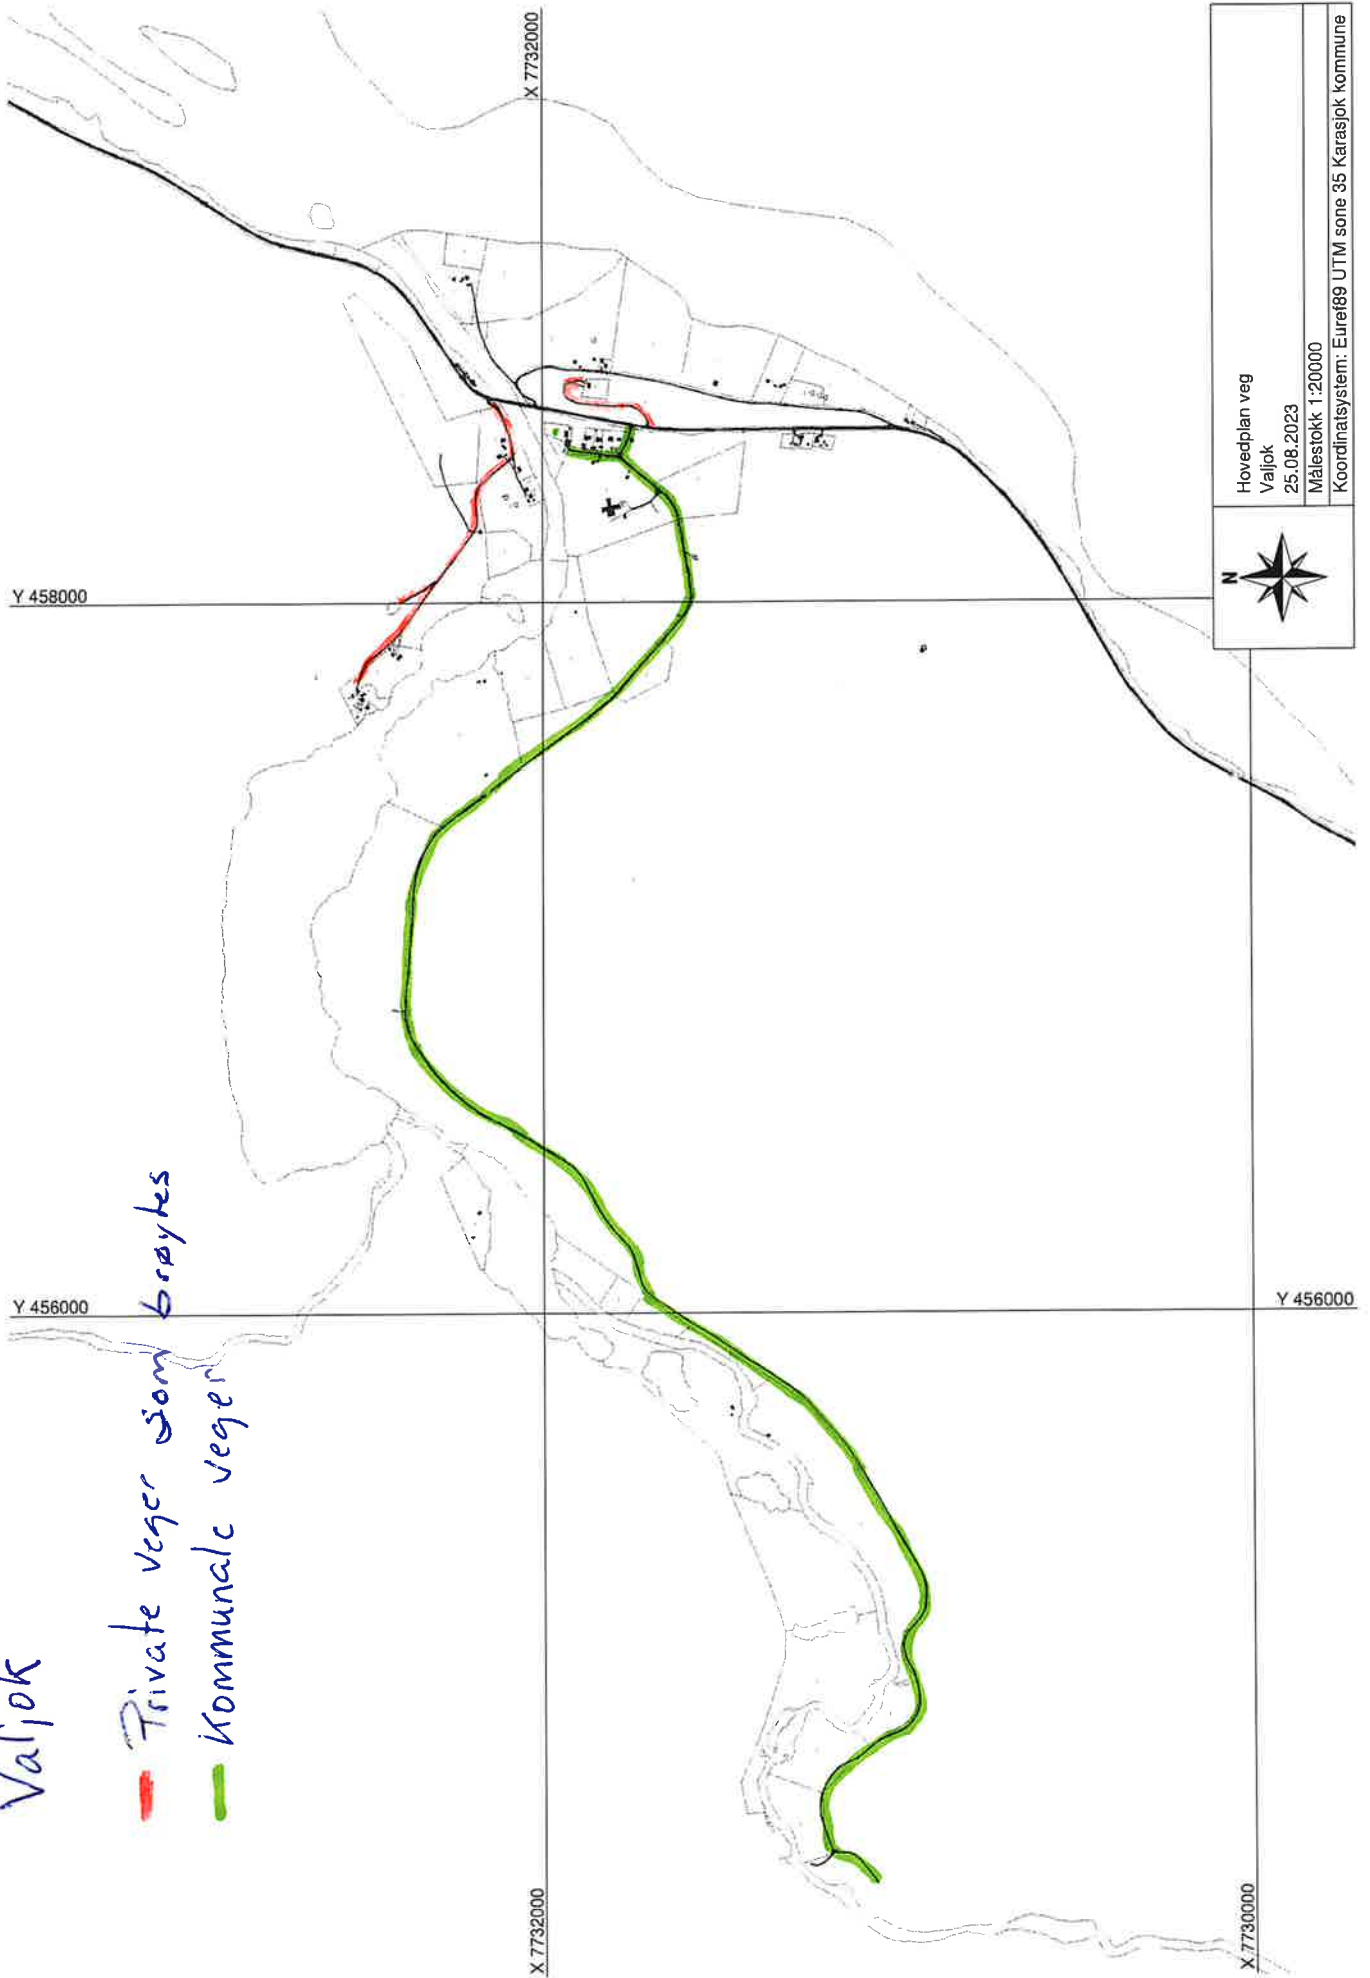 Valjok
Private veger som brøytes
Kommunale veger
Y 456000
Y 458000
X 7732000
X 7732000
X 7730000
Y 456000
N
Hovedplan veg
Valjok
25.08.2023
Målestokk 1:20000
Koordinatsystem: Euref89 UTM sone 35 Karasjok kommune